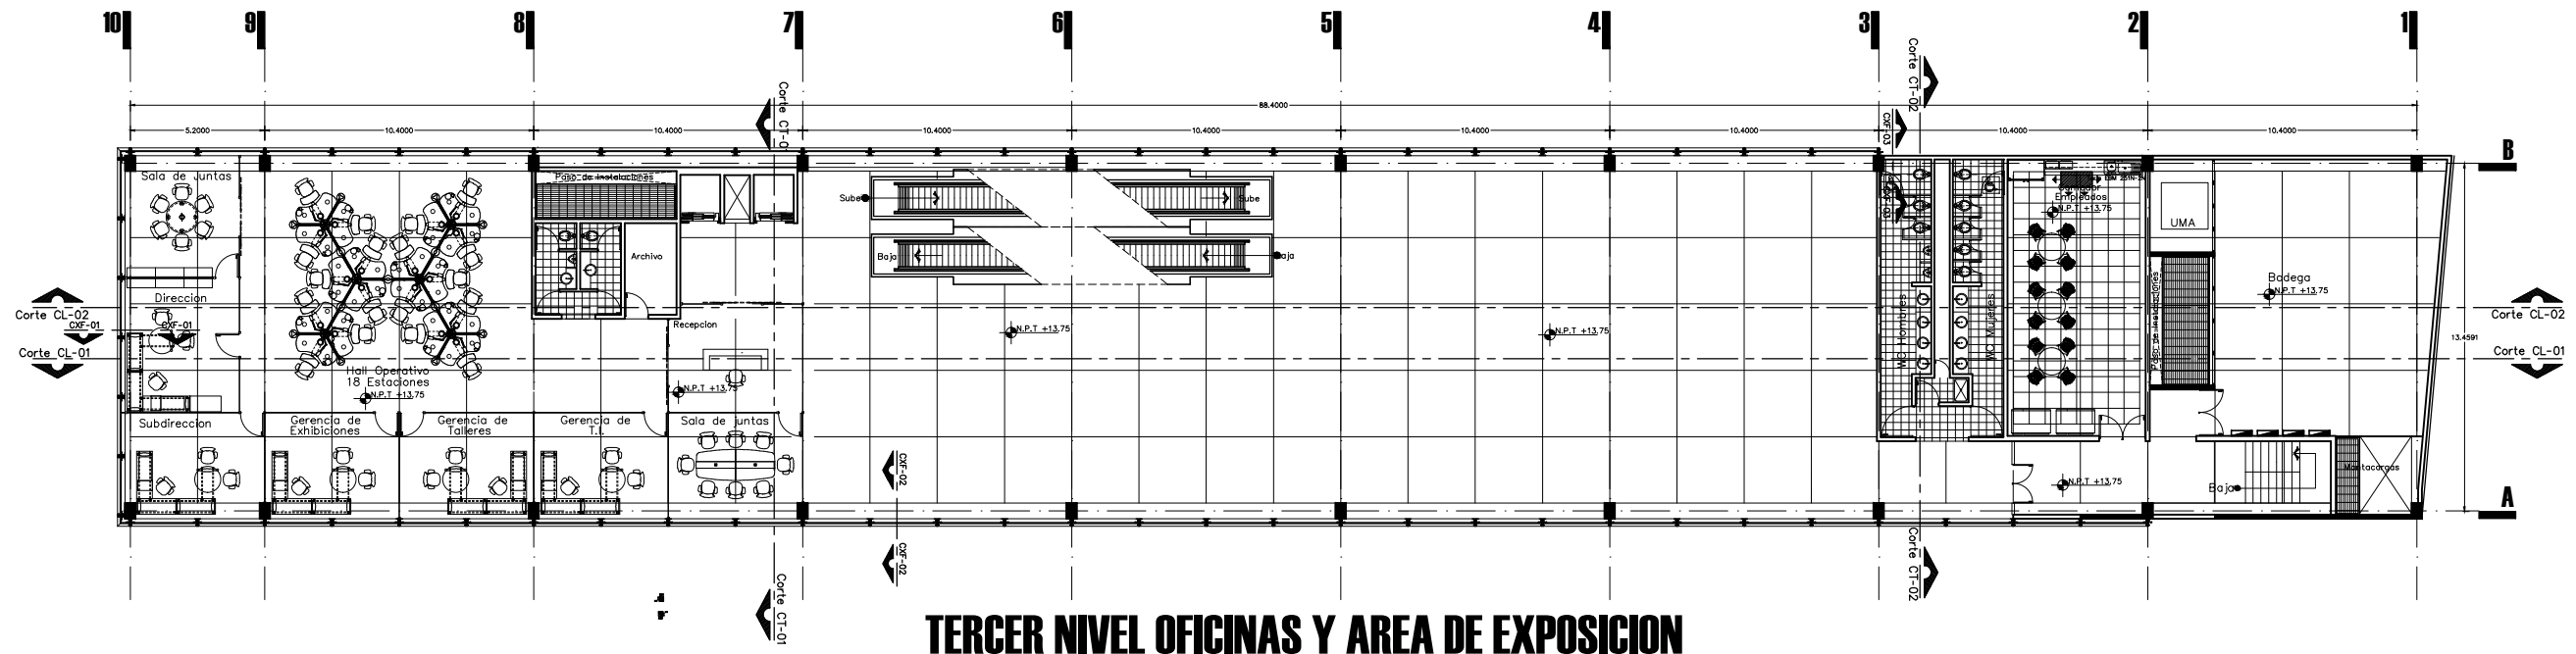 10
9
8
7
6
5
4
3
2
1
Corte CT-02
88.4000
5.2000
10.4000
10.4000
10.4000
10.4000
10.4000
10.4000
10.4000
10.4000
CXF-03
B
Sala de Juntas
Paso de Instalaciones
Sube
Sube
Comedor
Empleados
N.P.T +13.75
UMA
Archivo
Baja
Baja
Direccion
Bodega
N.P.T +13.75
Corte CL-02
CXF-01
CXF-01
Corte CL-01
Recepcion
N.P.T +13.75
N.P.T +13.75
WC Hombres
WC Mujeres
Paso de Instalaciones
Corte CL-02
13.4591
Corte CL-01
Hall Operativo
18 Estaciones
N.P.T +13.75
N.P.T +13.75
Subdireccion
Gerencia de
Exhibiciones
Gerencia de
Talleres
Gerencia de
T.I.
Sala de juntas
CXF-02
Montacargas
N.P.T +13.75
Baja
A
CXF-02
Corte CT-02
Corte CT-01
TERCER NIVEL OFICINAS Y AREA DE EXPOSICION